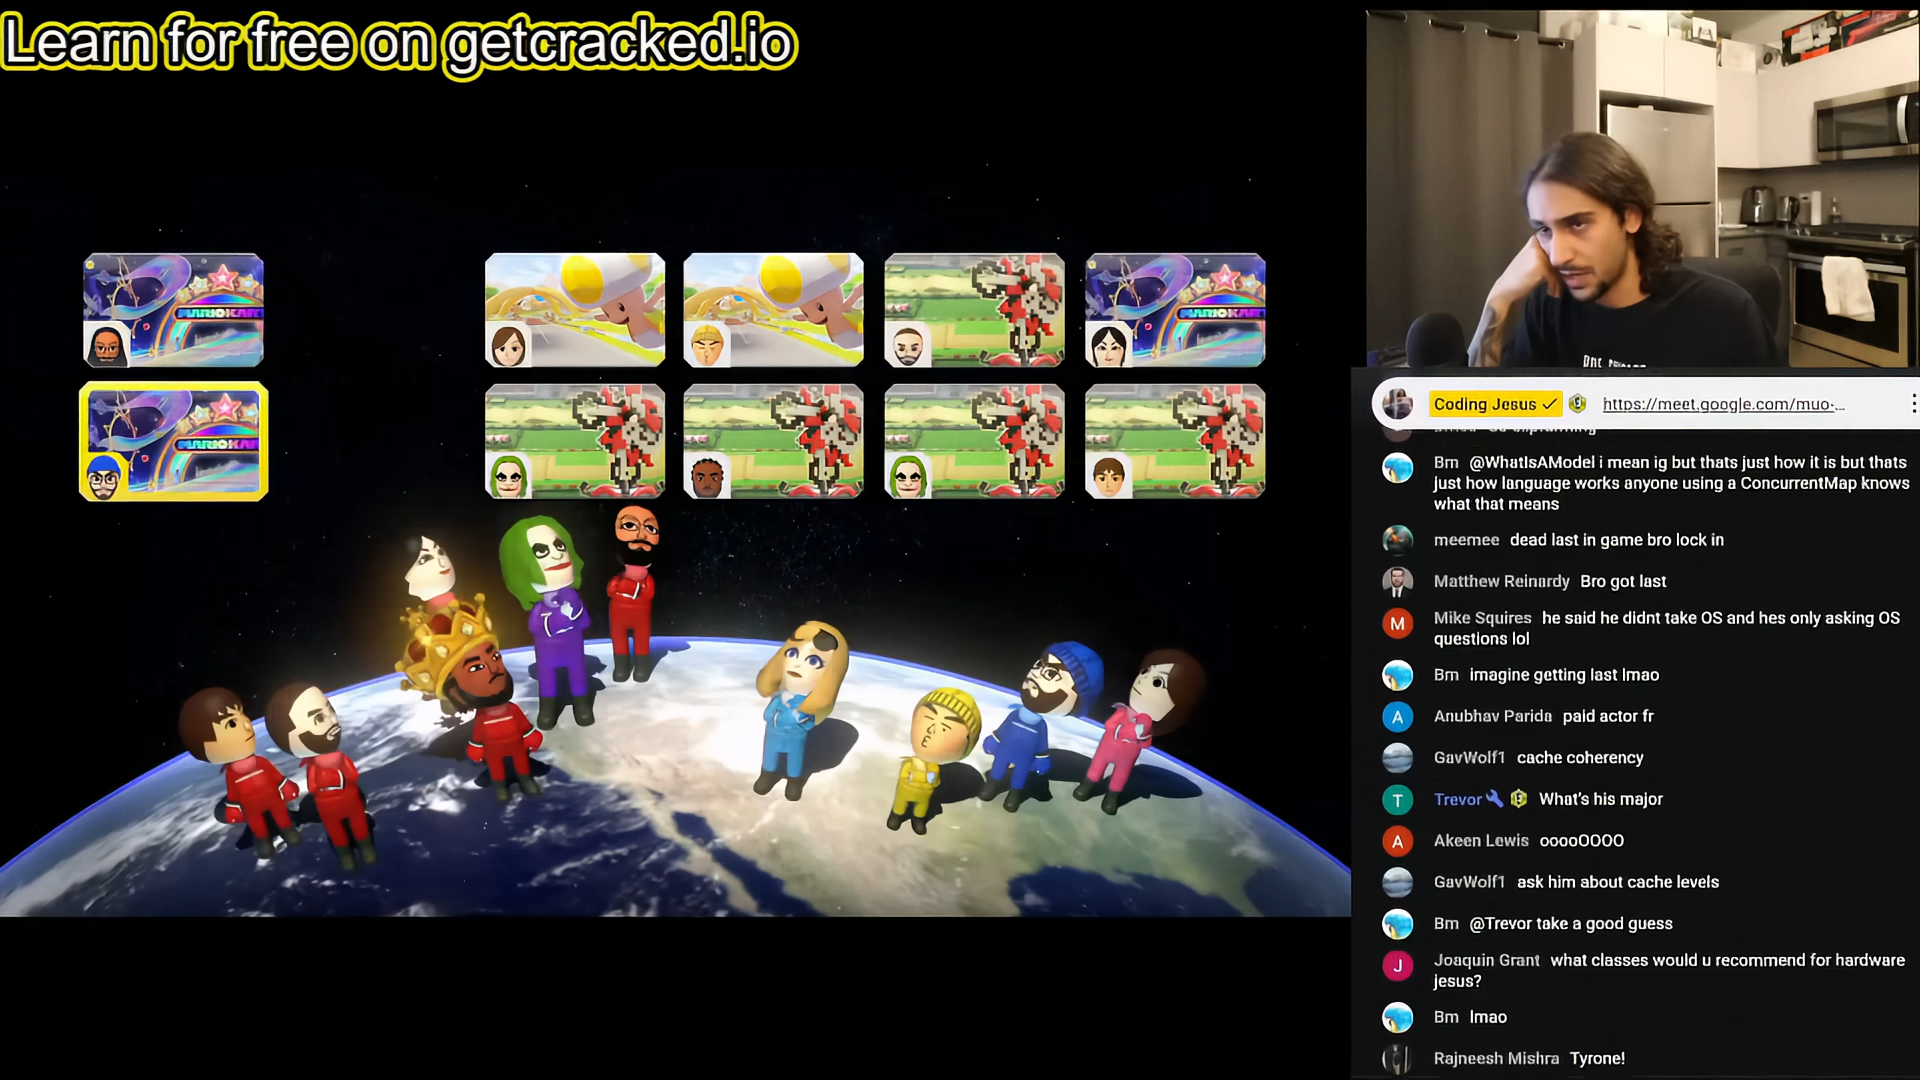 Learn for free on getcracked.io
MARIOKART
MARIOKART
MARIOKART
Coding Jesus
https://meet.google.com/muo-...
Bm @WhatIsAModel i mean ig but thats just how it is but thats
just how language works anyone using a ConcurrentMap knows
what that means
meemee dead last in game bro lock in
Matthew Reinardy Bro got last
M
Mike Squires he said he didnt take OS and hes only asking OS
questions lol
Bm imagine getting last lmao
A
Anubhav Parida paid actor fr
GavWolf1 cache coherency
T
Trevor What's his major
A
Akeen Lewis ooooOOOO
GavWolf1 ask him about cache levels
Bm @Trevor take a good guess
J
Joaquin Grant what classes would u recommend for hardware
jesus?
Bm lmao
Rajneesh Mishra Tyrone!